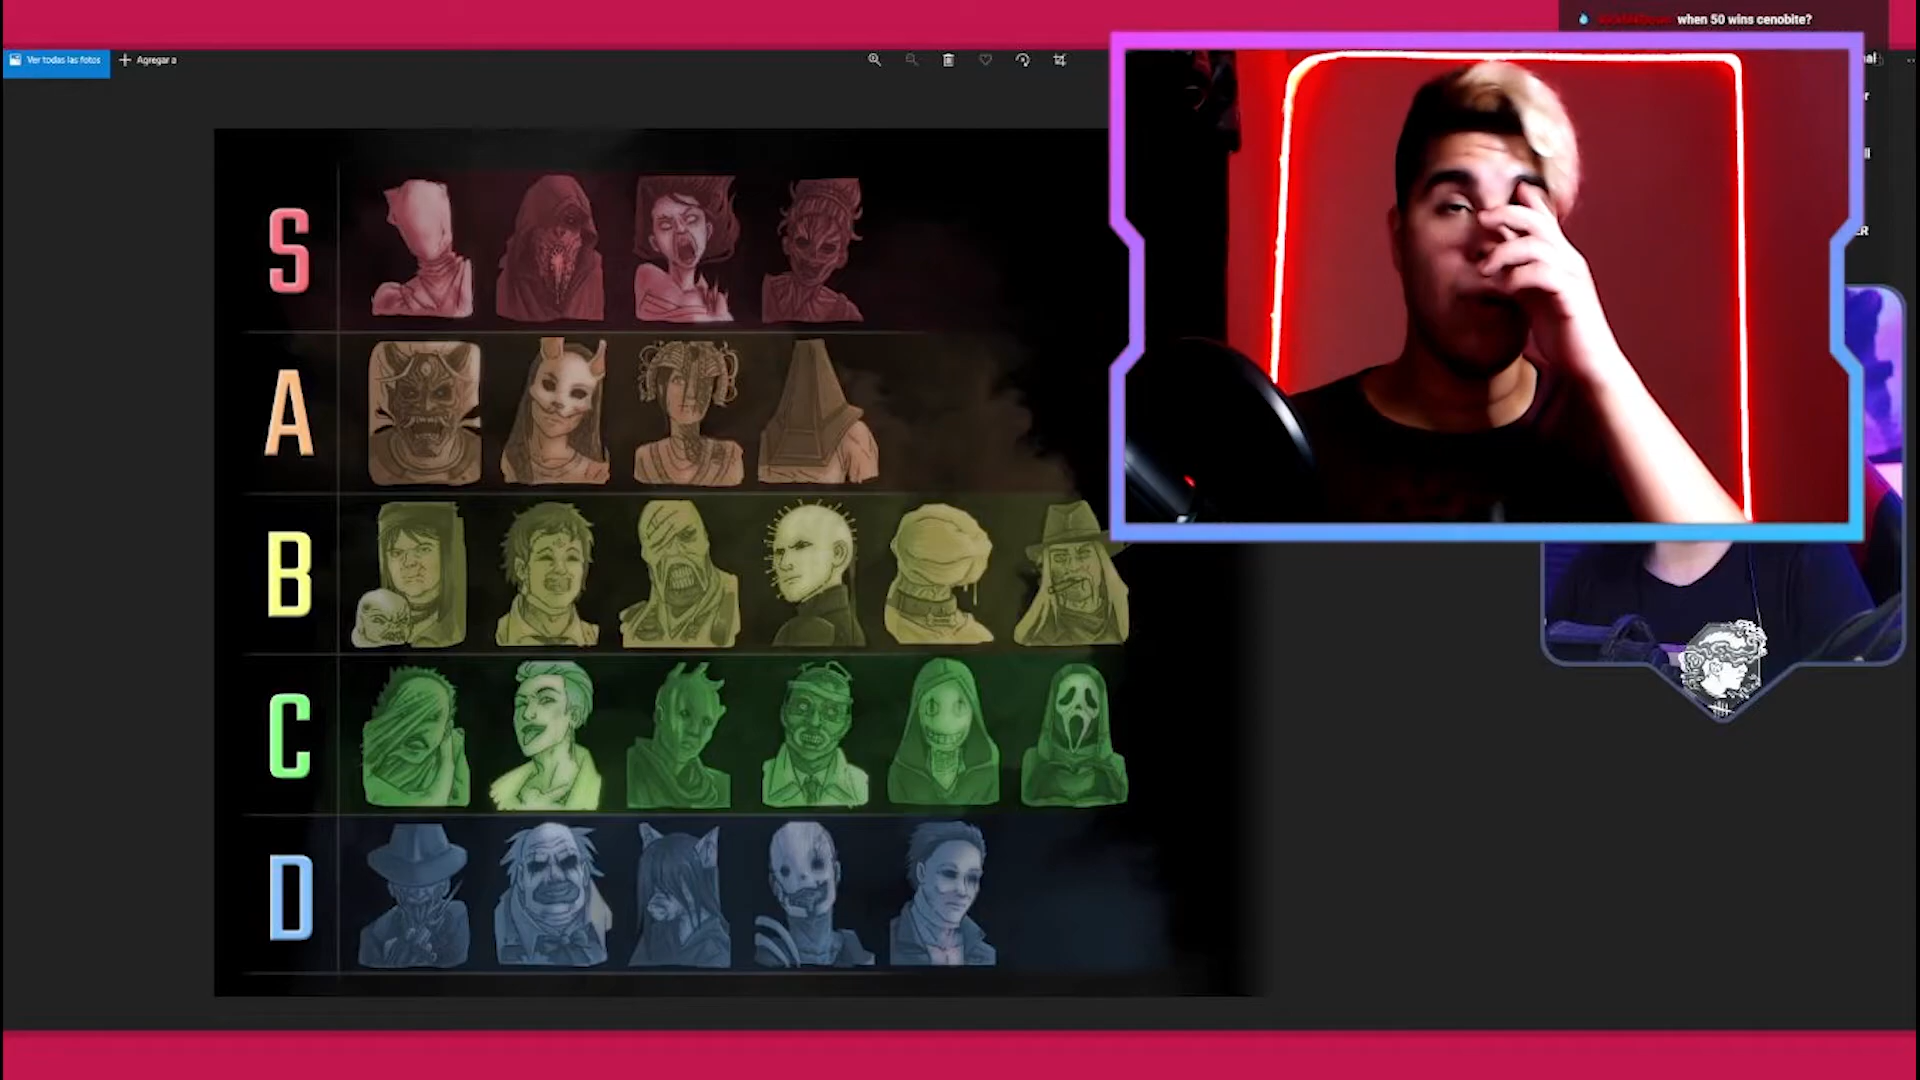 when 50 wins cenobite?
Ver todas las fotos
Agregar a
S
A
B
C
D